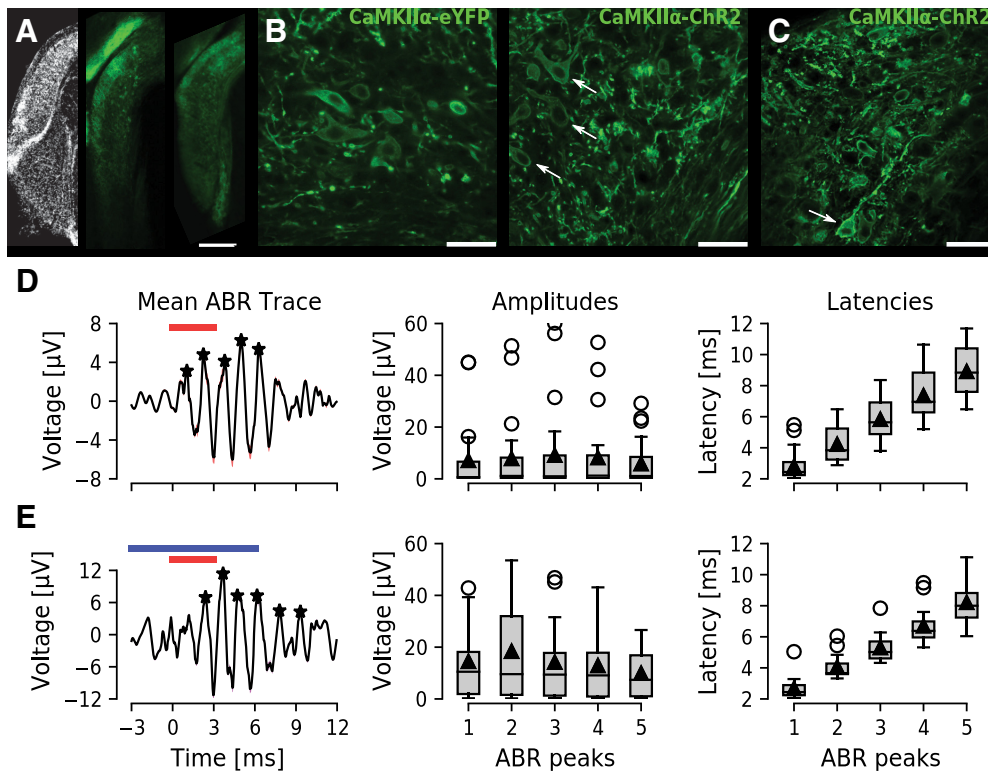 A
B
C
CaMKIIα-eYFP
CaMKIIα-ChR2
CaMKIIα-ChR2
D
Mean ABR Trace
Amplitudes
Latencies
Voltage [µV]
8
4
0
−4
−8
Voltage [µV]
60
40
20
0
Latency [ms]
12
10
8
6
4
2
E
Voltage [µV]
12
6
0
−6
−12
−3 0 3 6 9 12
Time [ms]
Voltage [µV]
60
40
20
0
1 2 3 4 5
ABR peaks
Latency [ms]
12
10
8
6
4
2
1 2 3 4 5
ABR peaks